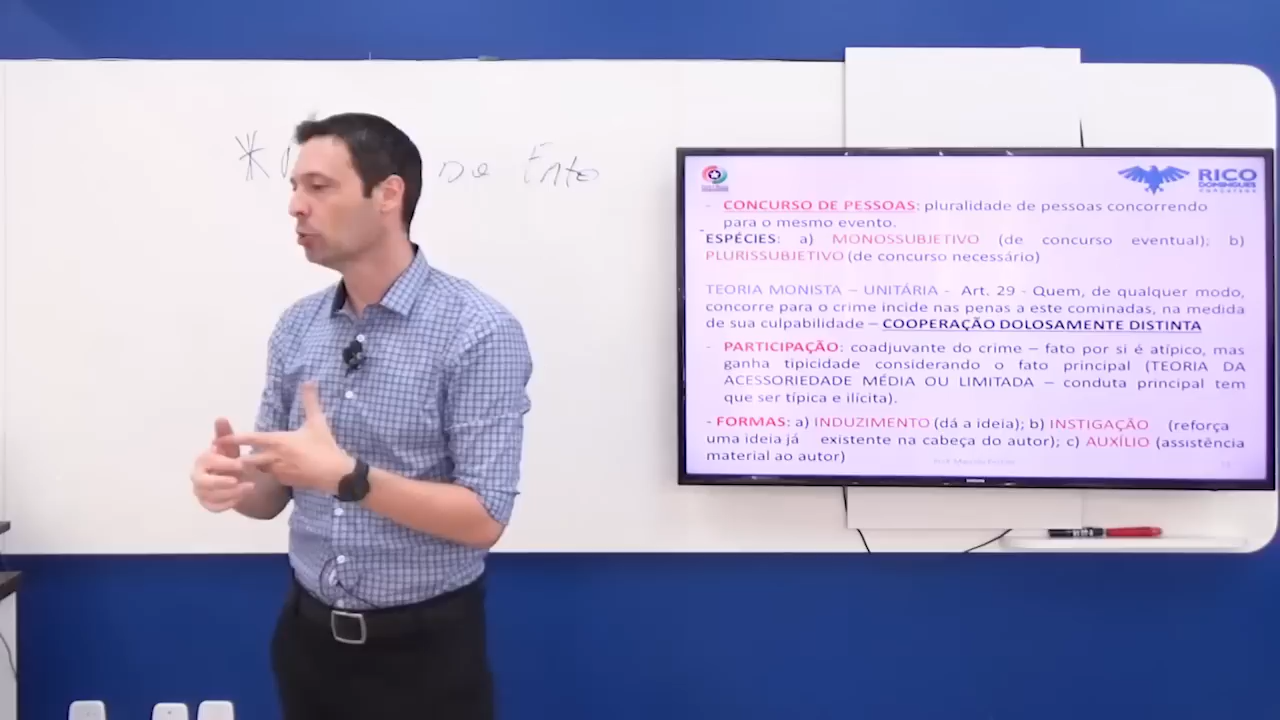 De Ento
RICO
DOMINGUES
CONCURSOS
- CONCURSO DE PESSOAS: pluralidade de pessoas concorrendo
para o mesmo evento.
ESPÉCIES: a) MONOSSUBJETIVO (de concurso eventual); b)
PLURISSUBJETIVO (de concurso necessário)
TEORIA MONISTA – UNITÁRIA - Art. 29 - Quem, de qualquer modo,
concorre para o crime incide nas penas a este cominadas, na medida
de sua culpabilidade – COOPERAÇÃO DOLOSAMENTE DISTINTA
- PARTICIPAÇÃO: coadjuvante do crime – fato por si é atípico, mas
ganha tipicidade considerando o fato principal (TEORIA DA
ACESSORIEDADE MÉDIA OU LIMITADA – conduta principal tem
que ser típica e ilícita).
- FORMAS: a) INDUZIMENTO (dá a ideia); b) INSTIGAÇÃO (reforça
uma ideia já existente na cabeça do autor); c) AUXÍLIO (assistência
material ao autor)